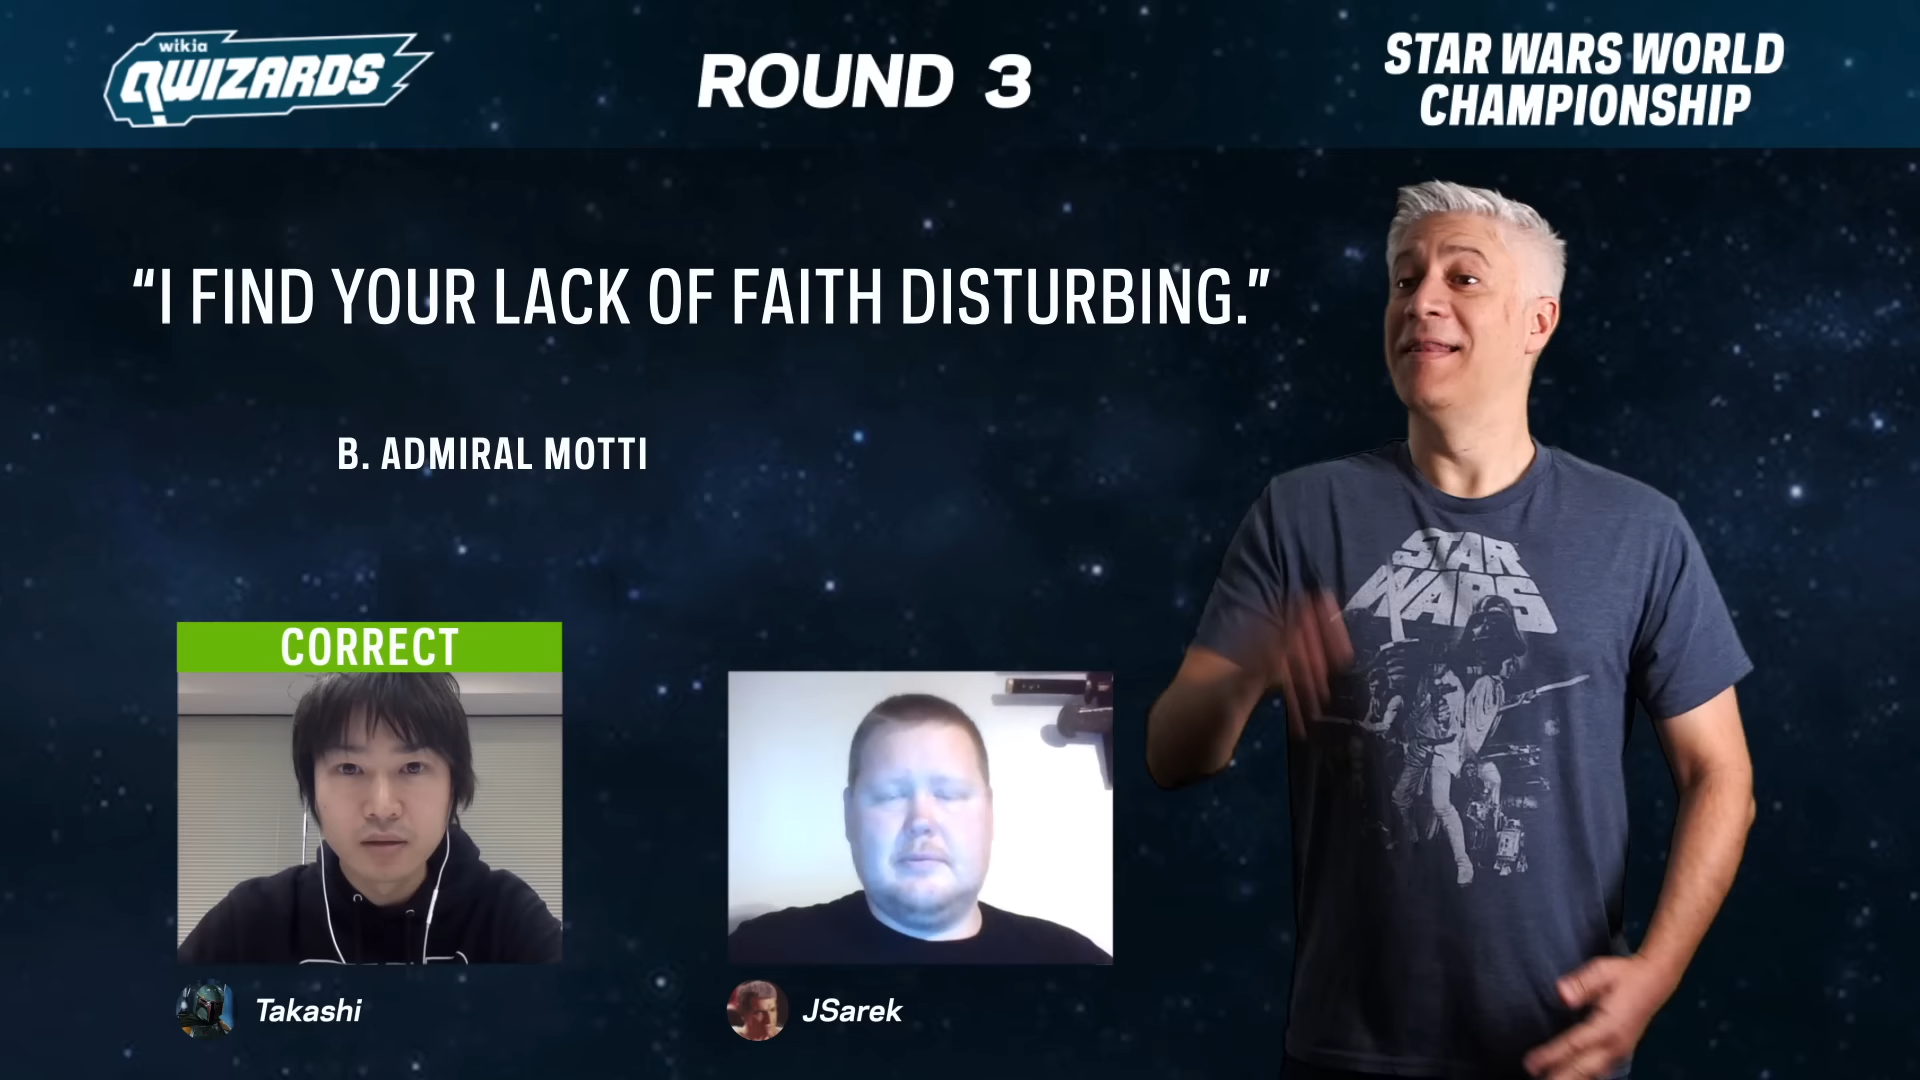 wikia
QWIZARDS
ROUND 3
STAR WARS WORLD
CHAMPIONSHIP
“I FIND YOUR LACK OF FAITH DISTURBING.”
B. ADMIRAL MOTTI
STAR
WARS
CORRECT
Takashi
JSarek